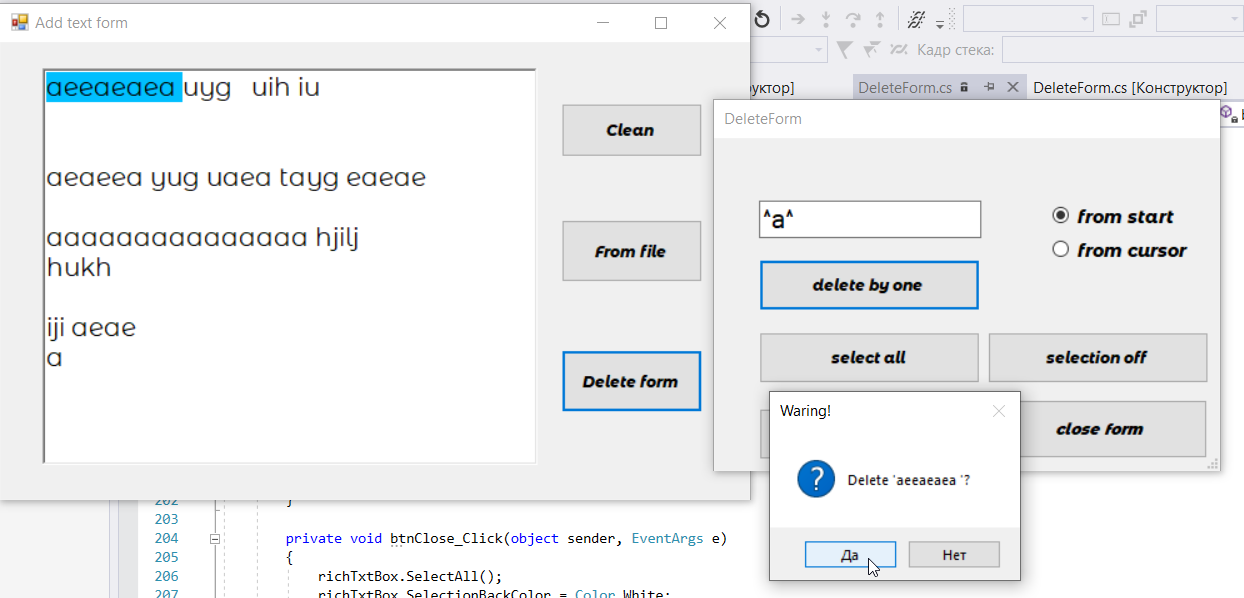 Add text form
aeeaeaea uyg uih iu
aeaeea yug uaea tayg eaeae
aaaaaaaaaaaaaaa hjilj
hukh
iji aeae
a
Clean
From file
Delete form
Кадр стека:
уктор]
DeleteForm.cs
DeleteForm.cs [Конструктор]
DeleteForm
^a^
from start
from cursor
delete by one
select all
selection off
close form
Waring!
Delete 'aeeaeaea '?
Да
Нет
202 }
203
204 private void btnClose_Click(object sender, EventArgs e)
205 {
206 richTxtBox.SelectAll();
207 richTxtBox.SelectionBackColor = Color.White;